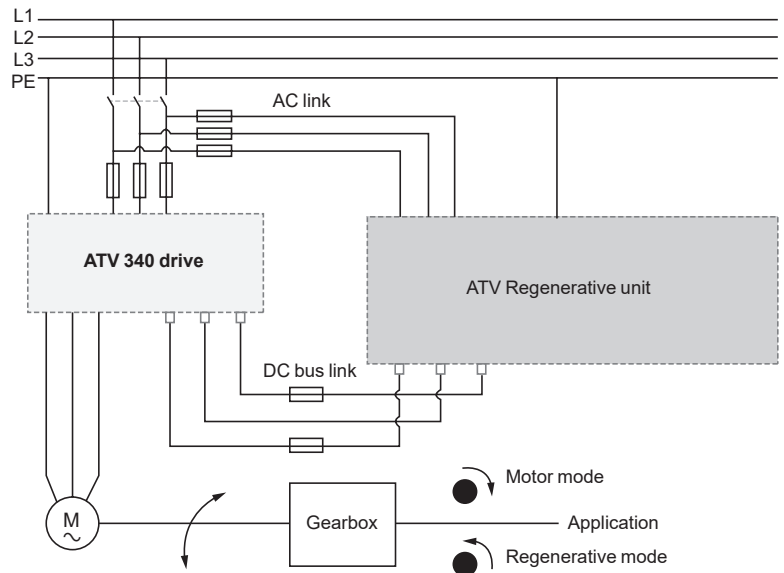 L1
L2
L3
PE
AC link
ATV 340 drive
ATV Regenerative unit
DC bus link
Motor mode
M
Gearbox
Application
Regenerative mode